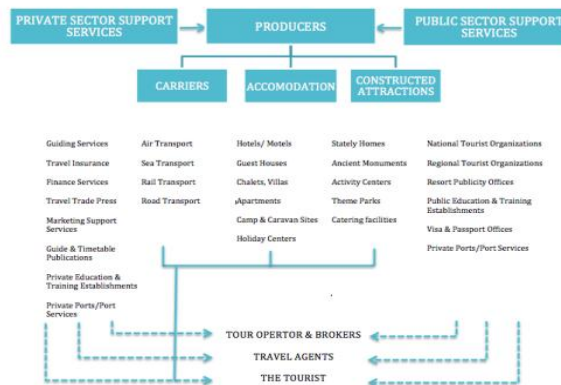 PRIVATE SECTOR SUPPORT
SERVICES
PRODUCERS
PUBLIC SECTOR SUPPORT
SERVICES
CARRIERS
ACCOMODATION
CONSTRUCTED
ATTRACTIONS
Guiding Services
Travel Insurance
Finance Services
Travel Trade Press
Marketing Support
Services
Guide & Timetable
Publications
Private Education &
Training Establishments
Private Ports/Port
Services
Air Transport
Sea Transport
Rail Transport
Road Transport
Hotels/ Motels
Guest Houses
Chalets, Villas
Apartments
Camp & Caravan Sites
Holiday Centers
Stately Homes
Ancient Monuments
Activity Centers
Theme Parks
Catering facilities
National Tourist Organizations
Regional Tourist Organizations
Resort Publicity Offices
Public Education & Training
Establishments
Visa & Passport Offices
Private Ports/Port Services
TOUR OPERTOR & BROKERS
TRAVEL AGENTS
THE TOURIST